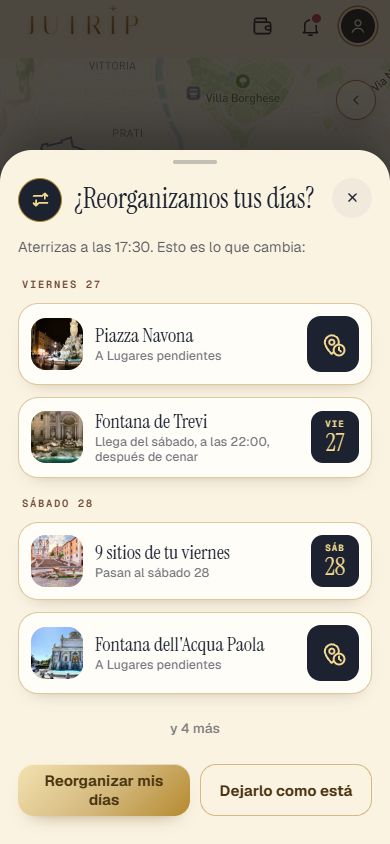 JUTRIP
VITTORIA
Villa Borghese
Via N
PRATI
¿Reorganizamos tus días?
Aterrizas a las 17:30. Esto es lo que cambia:
VIERNES 27
Piazza Navona
A Lugares pendientes
Fontana de Trevi
Llega del sábado, a las 22:00,
después de cenar
VIE
27
SÁBADO 28
9 sitios de tu viernes
Pasan al sábado 28
SÁB
28
Fontana dell'Acqua Paola
A Lugares pendientes
y 4 más
Reorganizar mis
días
Dejarlo como está